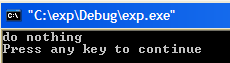 C:\ "C:\exp\Debug\exp.exe"
do nothing
Press any key to continue